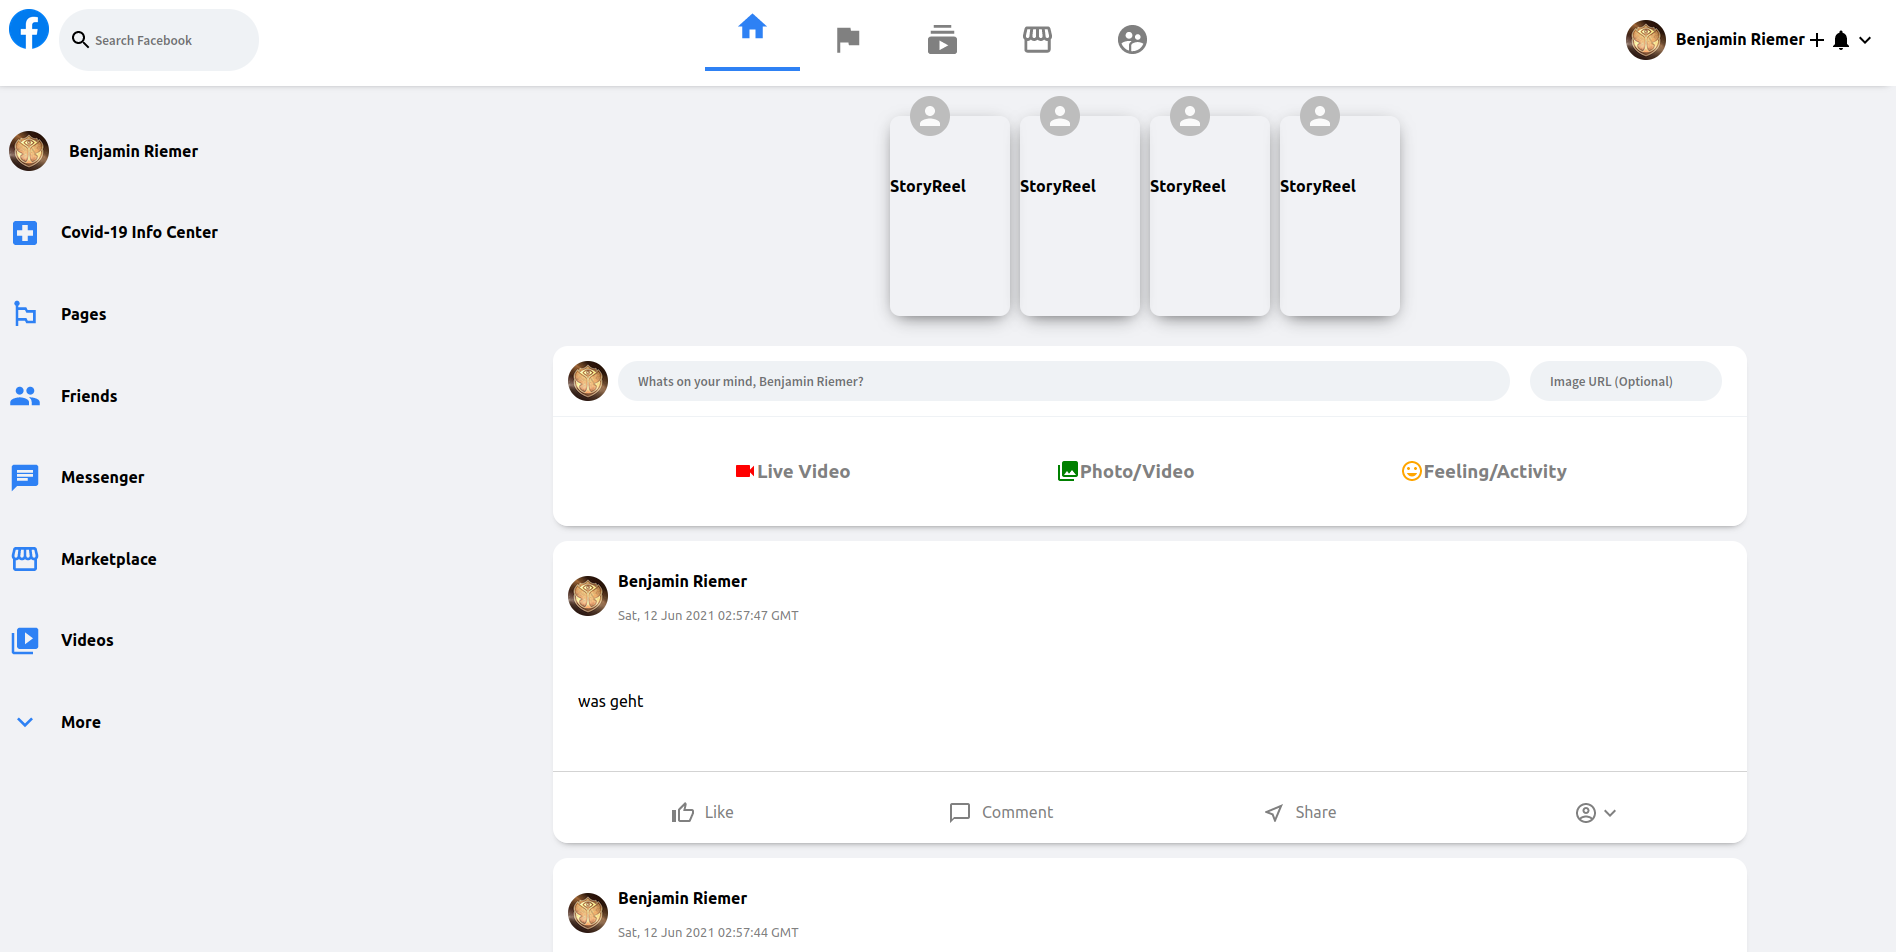 Search Facebook
Benjamin Riemer
Benjamin Riemer
Covid-19 Info Center
Pages
Friends
Messenger
Marketplace
Videos
More
StoryReel StoryReel StoryReel StoryReel
Whats on your mind, Benjamin Riemer? Image URL (Optional)
Live Video Photo/Video Feeling/Activity
Benjamin Riemer
Sat, 12 Jun 2021 02:57:47 GMT
was geht
Like Comment Share
Benjamin Riemer
Sat, 12 Jun 2021 02:57:44 GMT